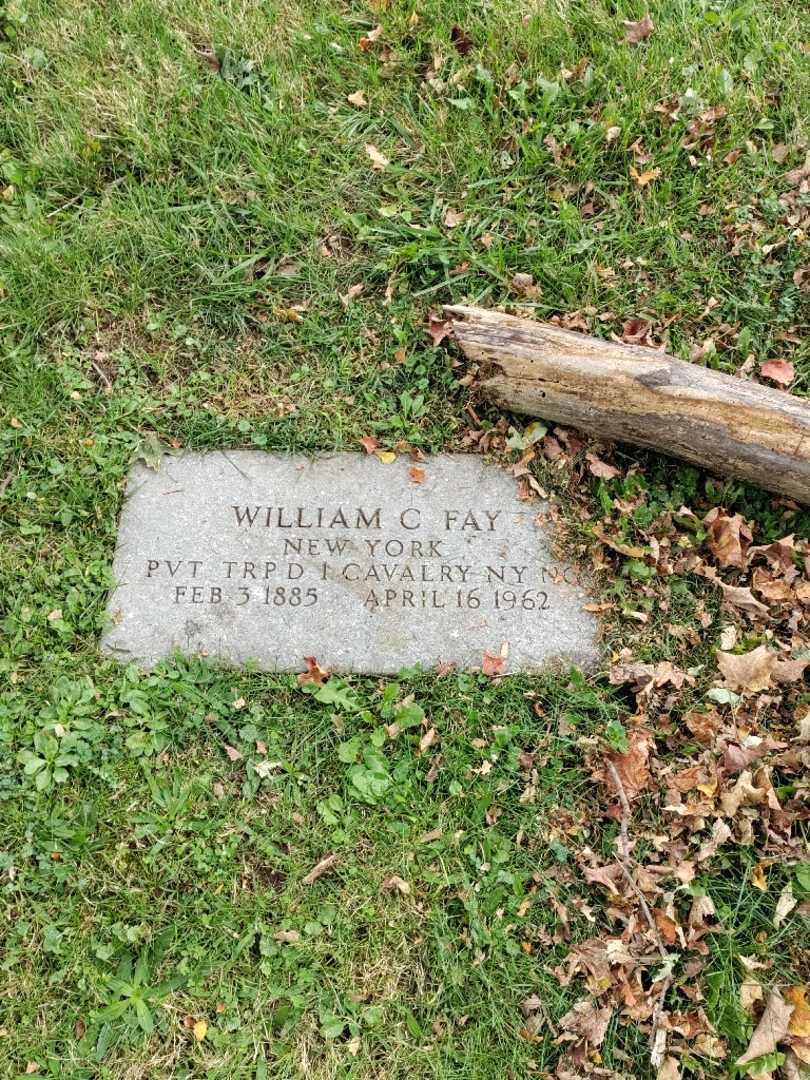 WILLIAM C FAY
NEW YORK
PVT TRP D 1 CAVALRY NY NG
FEB 3 1885 APRIL 16 1962